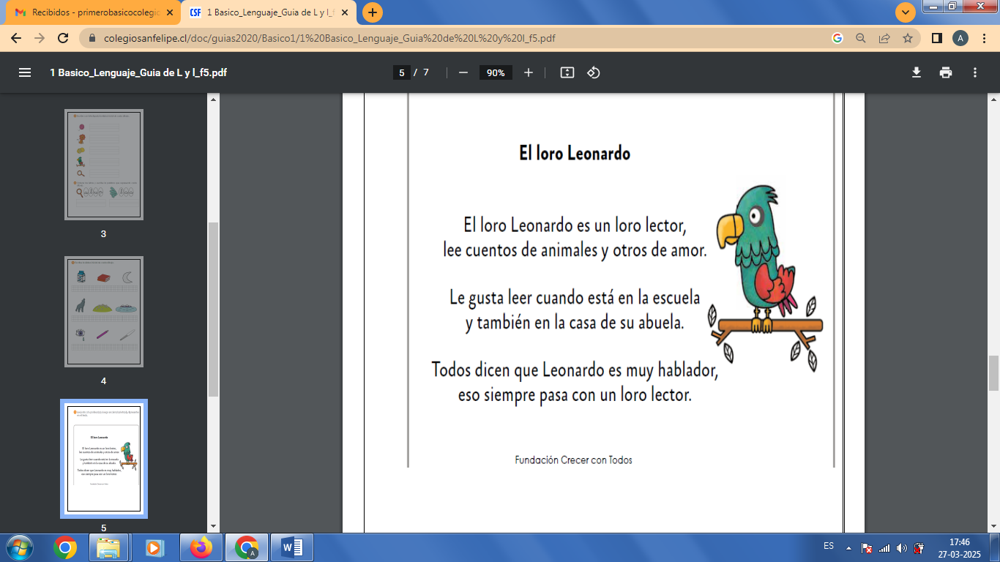 Recibidos - primerobasicocolegic
CSF 1 Basico_Lenguaje_Guia de L y l_f
colegiosanfelipe.cl/doc/guias2020/Basico1/1%20Basico_Lenguaje_Guia%20de%20L%20y%20l_f5.pdf
A
1 Basico_Lenguaje_Guia de L y l_f5.pdf
5 / 7
90%
3
4
5
El loro Leonardo
El loro Leonardo es un loro lector,
lee cuentos de animales y otros de amor.
Le gusta leer cuando está en la escuela
y también en la casa de su abuela.
Todos dicen que Leonardo es muy hablador,
eso siempre pasa con un loro lector.
Fundación Crecer con Todos
ES
17:46
27-03-2025